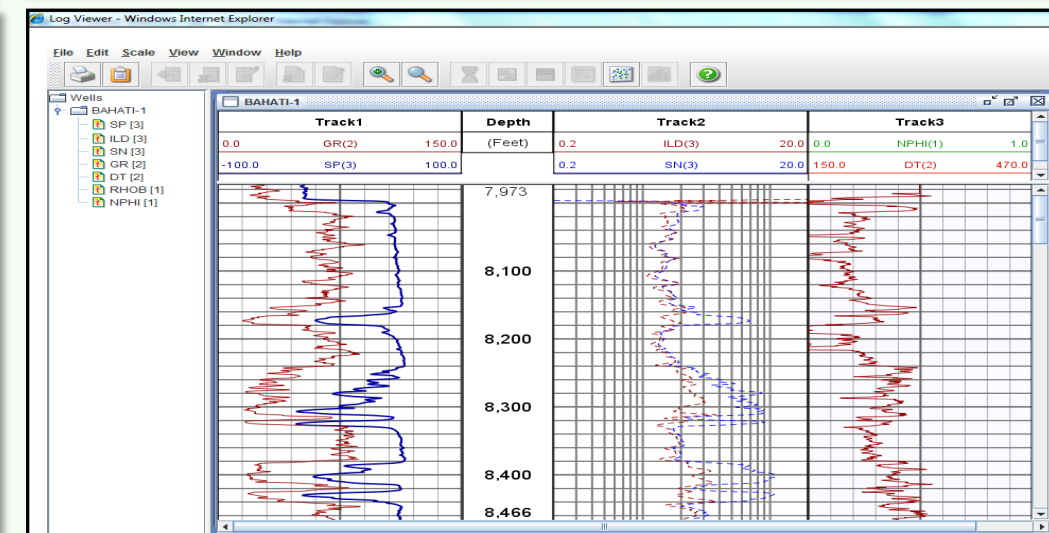 Log Viewer - Windows Internet Explorer
File Edit Scale View Window Help
Wells
BAHATI-1
SP [3]
ILD [3]
SN [3]
GR [2]
DT [2]
RHOB [1]
NPHI [1]
BAHATI-1
Track1 Depth Track2 Track3
0.0 GR(2) 150.0 (Feet) 0.2 ILD(3) 20.0 0.0 NPHI(1) 1.0
-100.0 SP(3) 100.0 0.2 SN(3) 20.0 150.0 DT(2) 470.0
7,973
8,100
8,200
8,300
8,400
8,466